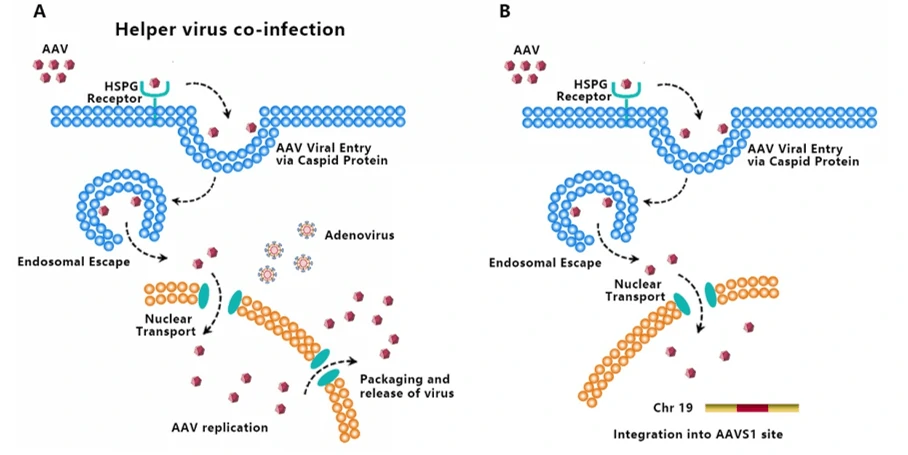 A
Helper virus co-infection
AAV
HSPG
Receptor
AAV Viral Entry
via Caspid Protein
Endosomal Escape
Adenovirus
Nuclear
Transport
Packaging and
release of virus
AAV replication
B
AAV
HSPG
Receptor
AAV Viral Entry
via Caspid Protein
Endosomal Escape
Nuclear
Transport
Chr 19
Integration into AAVS1 site